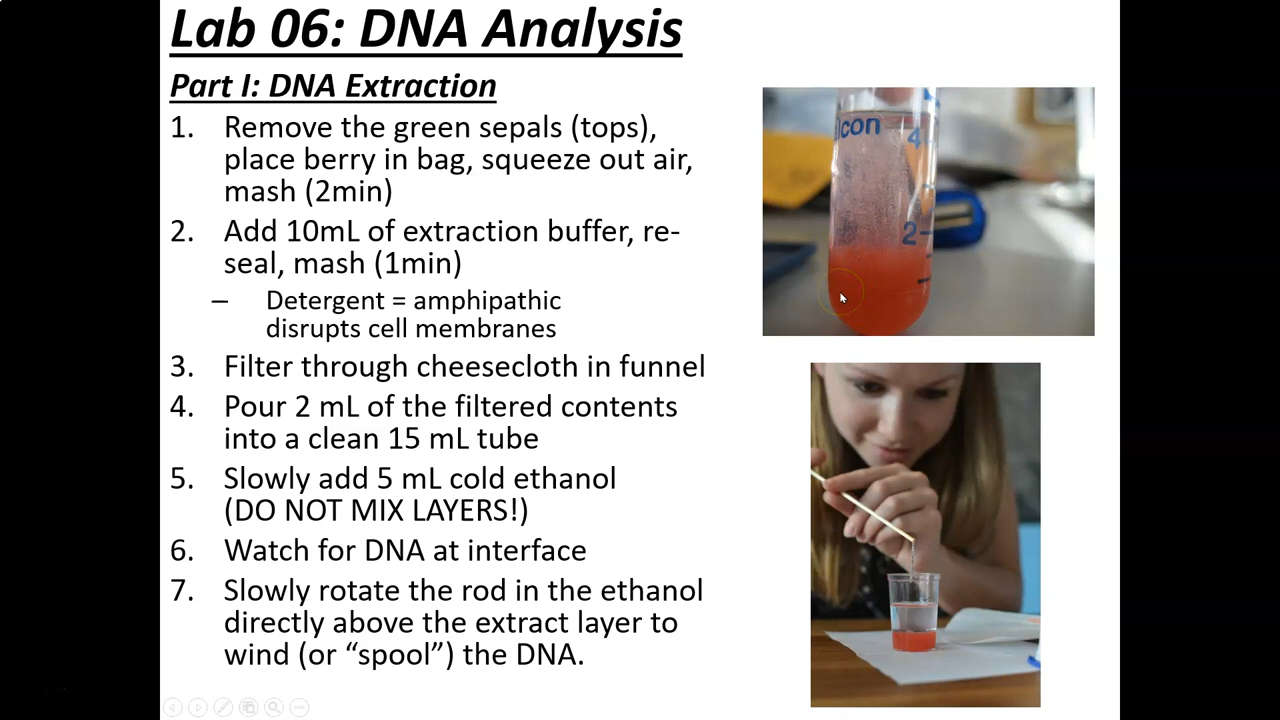 Lab 06: DNA Analysis
Part I: DNA Extraction
1. Remove the green sepals (tops),
place berry in bag, squeeze out air,
mash (2min)
2. Add 10mL of extraction buffer, re-
seal, mash (1min)
– Detergent = amphipathic
disrupts cell membranes
3. Filter through cheesecloth in funnel
4. Pour 2 mL of the filtered contents
into a clean 15 mL tube
5. Slowly add 5 mL cold ethanol
(DO NOT MIX LAYERS!)
6. Watch for DNA at interface
7. Slowly rotate the rod in the ethanol
directly above the extract layer to
wind (or “spool”) the DNA.
lcon
4
2